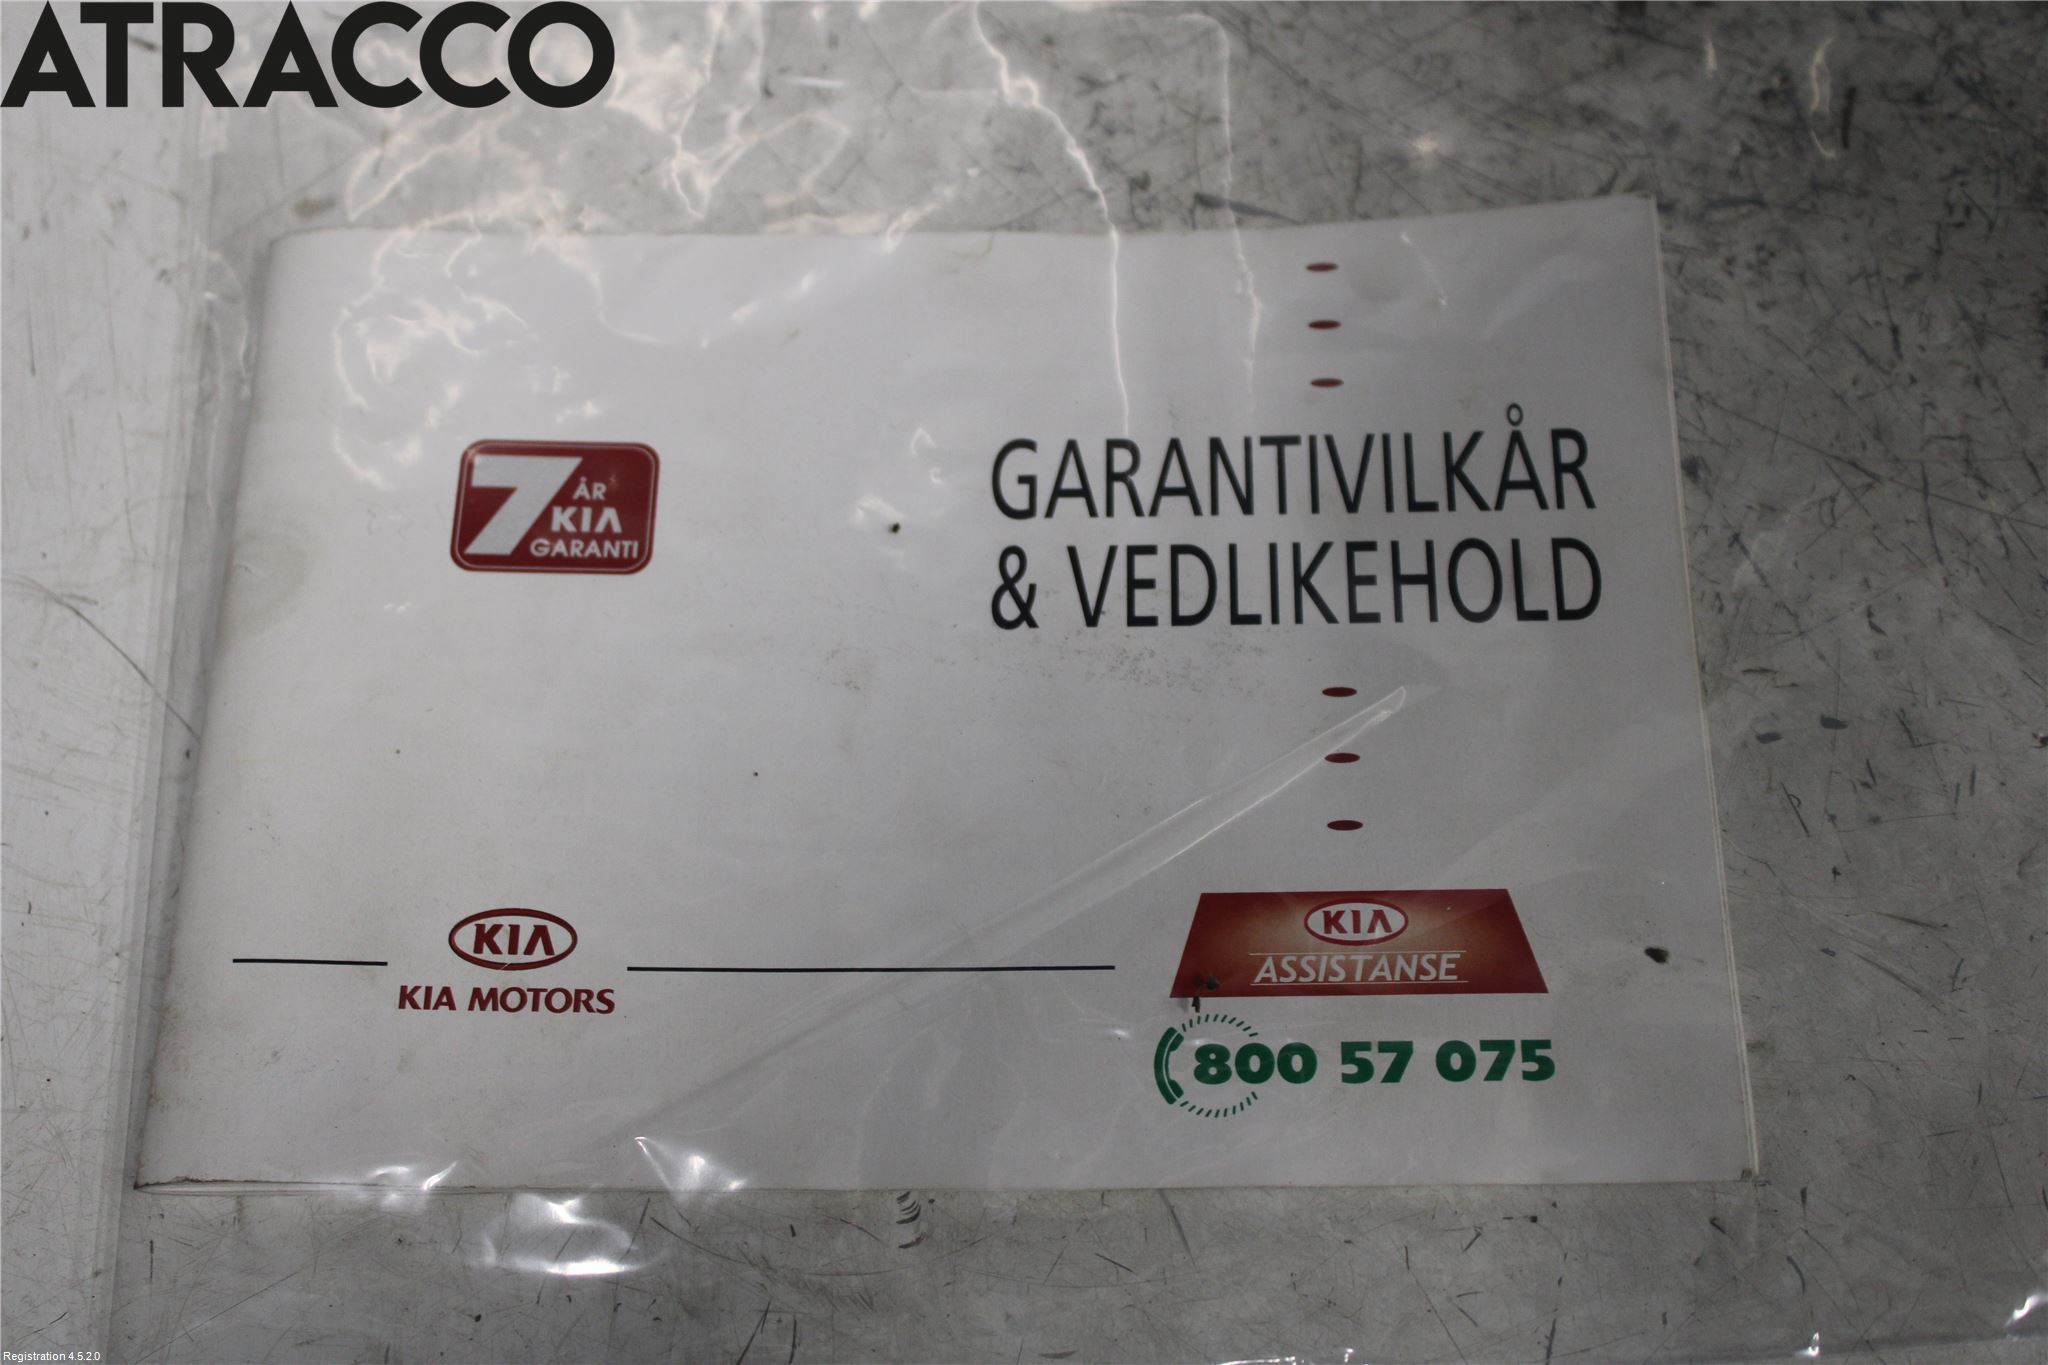 ATRACCO
7
ÅR
KIA
GARANTI
GARANTIVILKÅR
& VEDLIKEHOLD
KIA
KIA MOTORS
KIA
ASSISTANSE
800 57 075
Registration 4.5.2.0